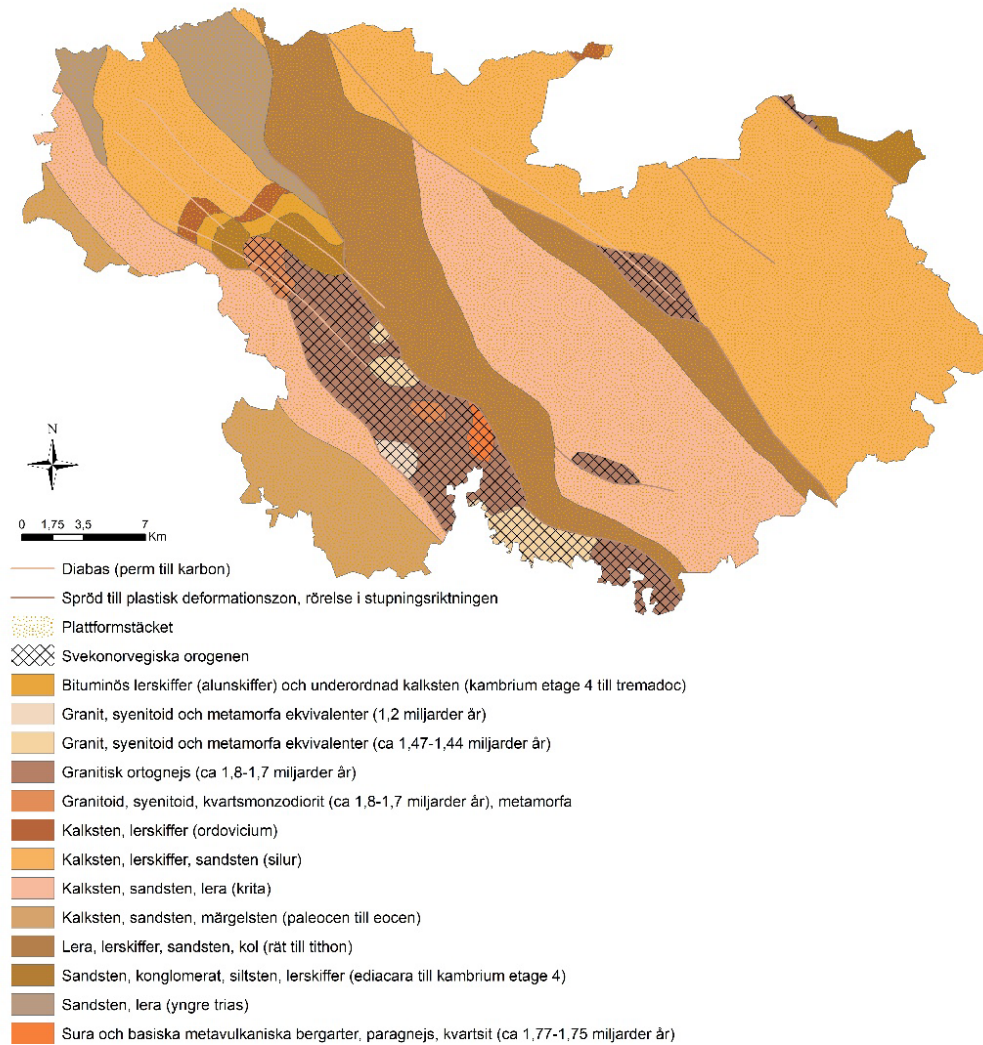 N
0 1,75 3,5 7
Km
Diabas (perm till karbon)
Spröd till plastisk deformationszon, rörelse i stupningsriktningen
Plattformstäcket
Svekonorvegiska orogenen
Bituminös lerskiffer (alunskiffer) och underordnad kalksten (kambrium etage 4 till tremadoc)
Granit, syenitoid och metamorfa ekvivalenter (1,2 miljarder år)
Granit, syenitoid och metamorfa ekvivalenter (ca 1,47-1,44 miljarder år)
Granitisk ortognejs (ca 1,8-1,7 miljarder år)
Granitoid, syenitoid, kvartsmonzodiorit (ca 1,8-1,7 miljarder år), metamorfa
Kalksten, lerskiffer (ordovicium)
Kalksten, lerskiffer, sandsten (silur)
Kalksten, sandsten, lera (krita)
Kalksten, sandsten, märgelsten (paleocen till eocen)
Lera, lerskiffer, sandsten, kol (rät till tithon)
Sandsten, konglomerat, siltsten, lerskiffer (ediacara till kambrium etage 4)
Sandsten, lera (yngre trias)
Sura och basiska metavulkaniska bergarter, paragnejs, kvartsit (ca 1,77-1,75 miljarder år)